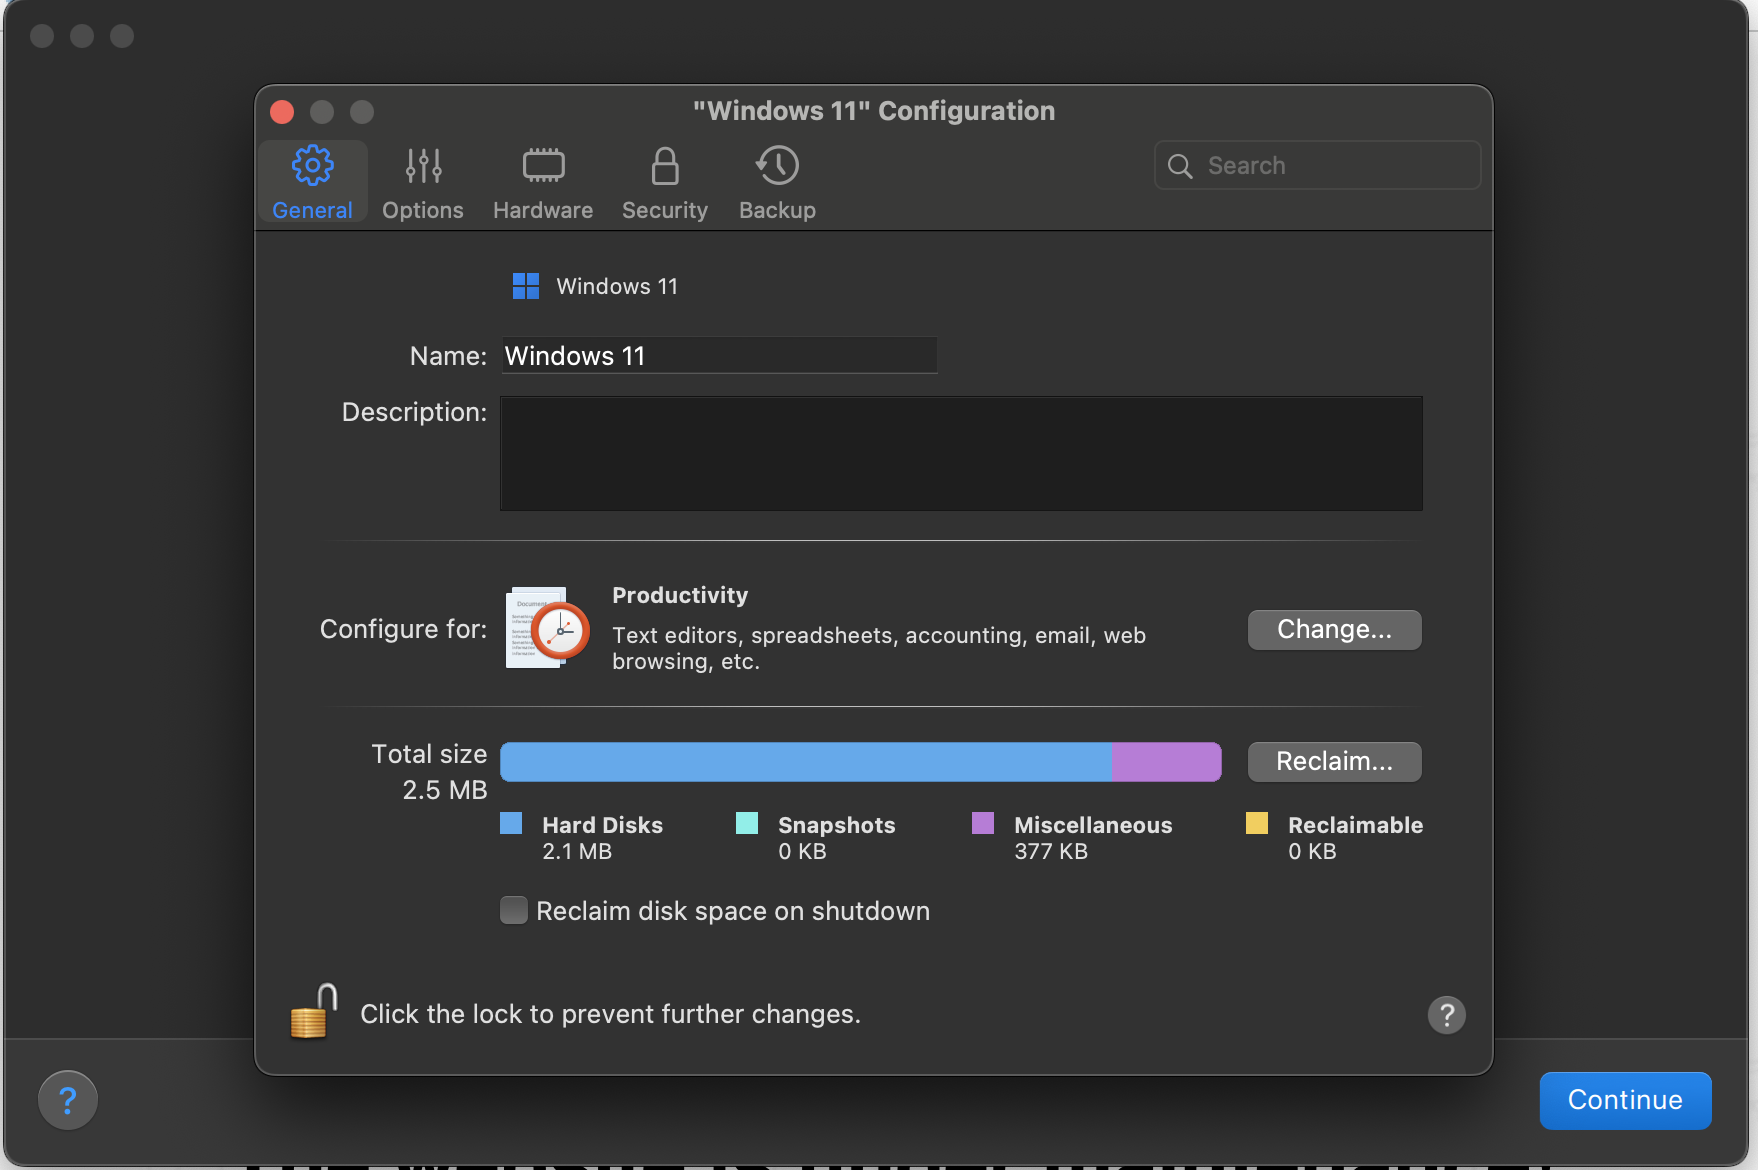 "Windows 11" Configuration
General
Options
Hardware
Security
Backup
Search
Windows 11
Name:
Windows 11
Description:
Configure for:
Document
Productivity
Text editors, spreadsheets, accounting, email, web
browsing, etc.
Change...
Total size
2.5 MB
Reclaim...
Hard Disks
2.1 MB
Snapshots
0 KB
Miscellaneous
377 KB
Reclaimable
0 KB
Reclaim disk space on shutdown
Click the lock to prevent further changes.
?
?
Continue